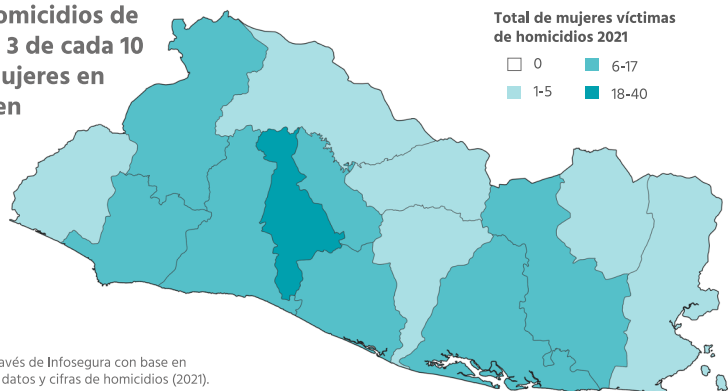 omicidios de
3 de cada 10
ujeres en
en
Total de mujeres víctimas
de homicidios 2021
0
6-17
1-5
18-40
avés de Infosegura con base en
datos y cifras de homicidios (2021).